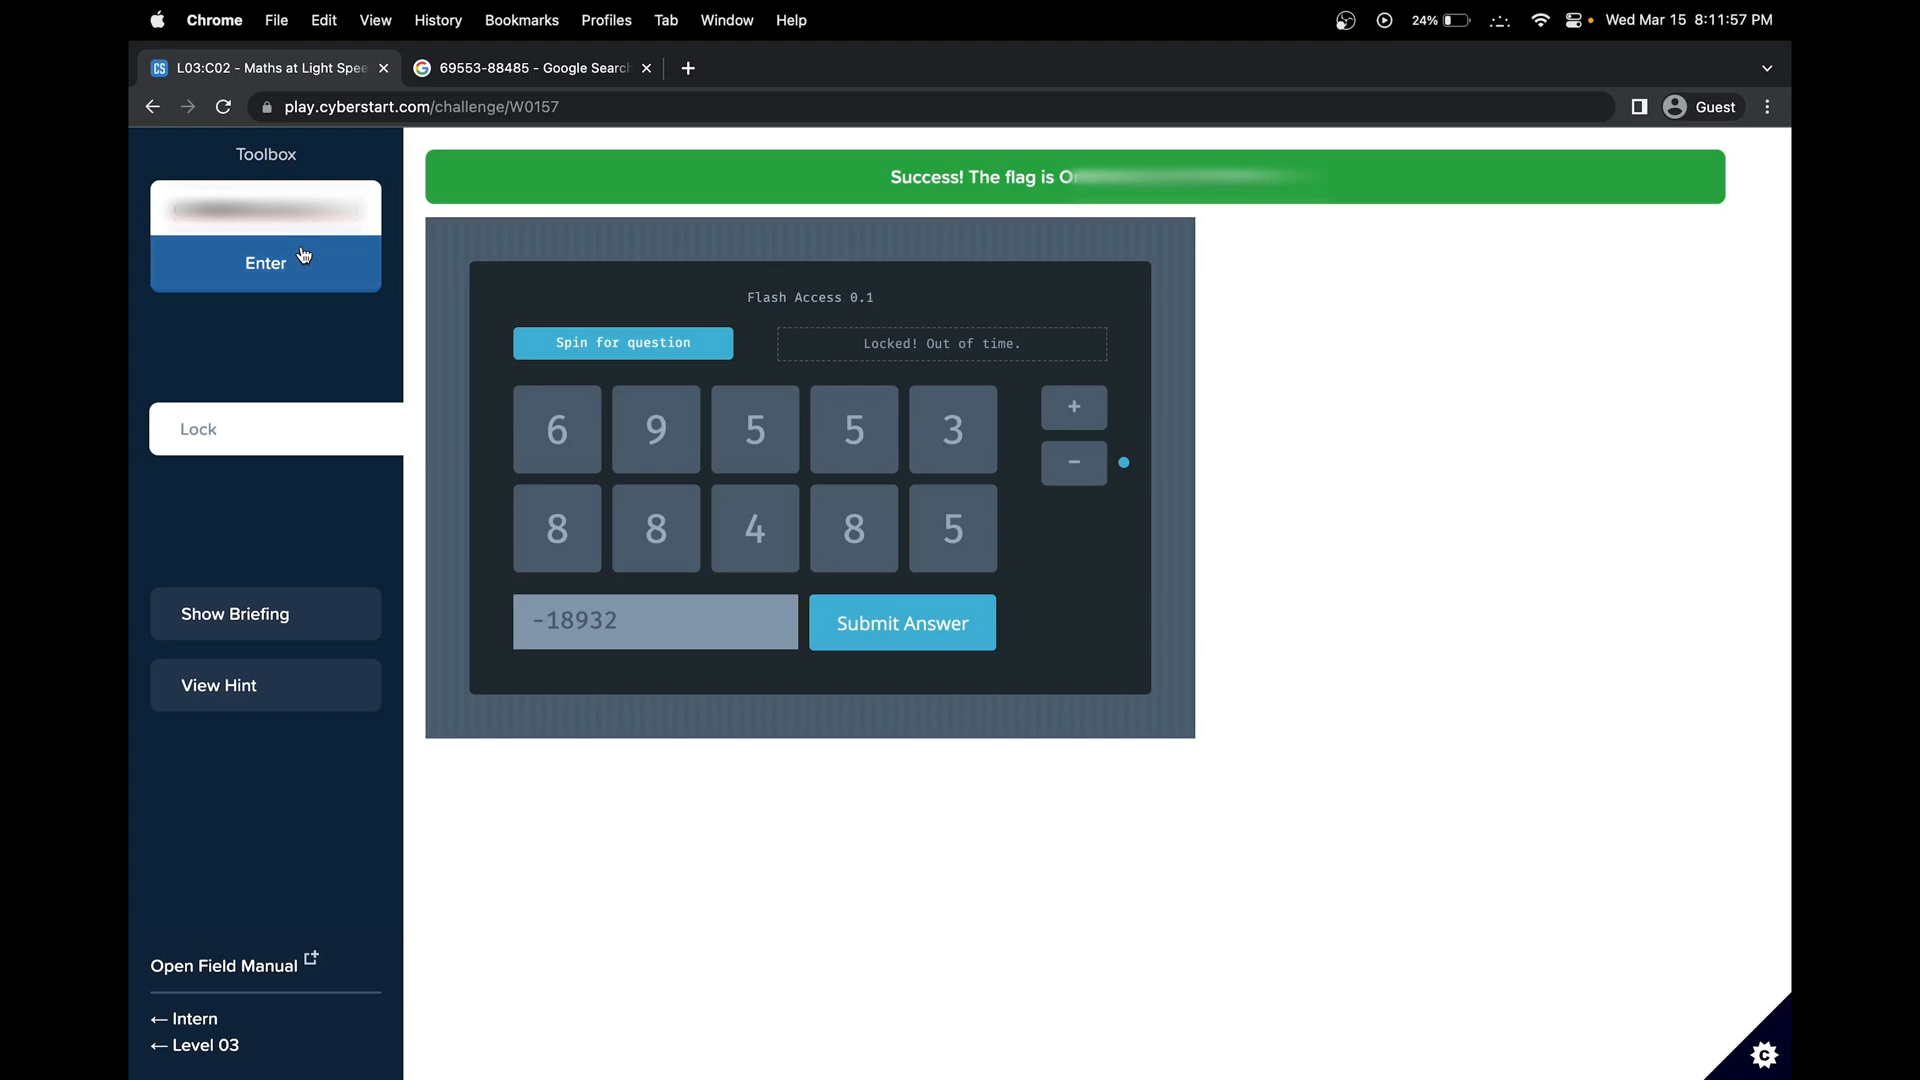 Chrome File Edit View History Bookmarks Profiles Tab Window Help
24% Wed Mar 15 8:11:57 PM
CS L03:C02 - Maths at Light Spee
69553-88485 - Google Search
play.cyberstart.com/challenge/W0157
Guest
Toolbox
Enter
Lock
Show Briefing
View Hint
Open Field Manual
← Intern
← Level 03
Success! The flag is
Flash Access 0.1
Spin for question
Locked! Out of time.
6 9 5 5 3 +
−
8 8 4 8 5
-18932
Submit Answer
C